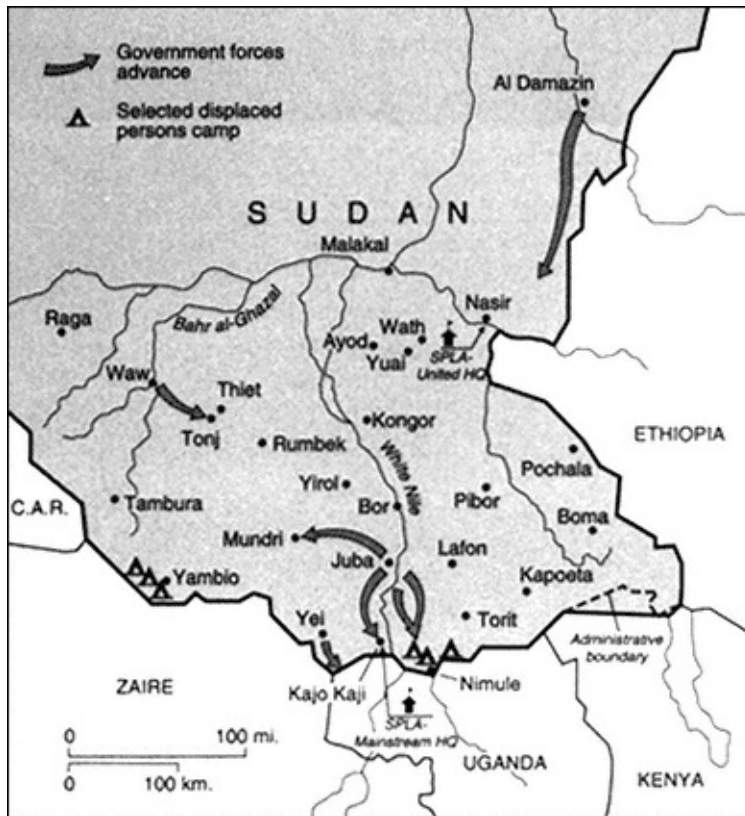 Government forces
advance
Selected displaced
persons camp
Al Damazin
SUDAN
Malakal
Nasir
Raga
Bahr al-Ghazal
Wath
Ayod
Yuai
SPLA-
United HQ
Waw
Thiet
Tonj
Kongor
ETHIOPIA
Rumbek
White Nile
Pochala
Yirol
Pibor
C.A.R.
Tambura
Bor
Boma
Mundri
Juba
Lafon
Yambio
Kapoeta
Yei
Torit
Administrative
boundary
ZAIRE
Kajo Kaji
Nimule
SPLA-
Mainstream HQ
0 100 mi.
0 100 km.
UGANDA
KENYA